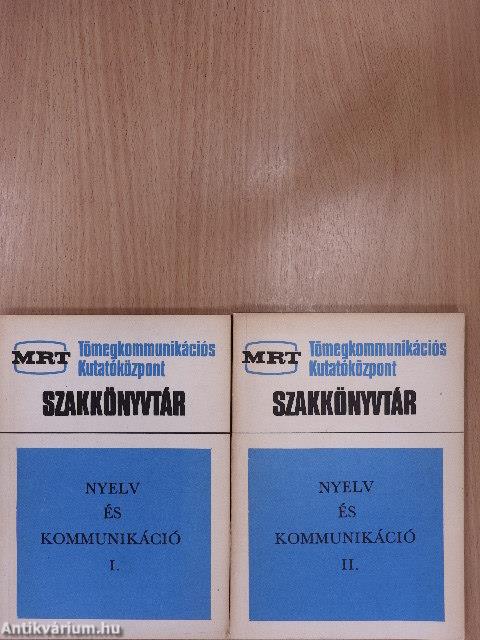 MRT
Tömegkommunikációs
Kutatóközpont
SZAKKÖNYVTÁR
NYELV
ÉS
KOMMUNIKÁCIÓ
I.
MRT
Tömegkommunikációs
Kutatóközpont
SZAKKÖNYVTÁR
NYELV
ÉS
KOMMUNIKÁCIÓ
II.
Antikvárium.hu